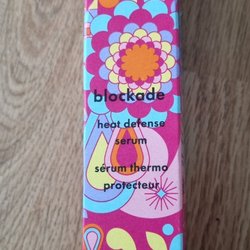 blockade
heat defense
serum
sérum thermo
protecteur